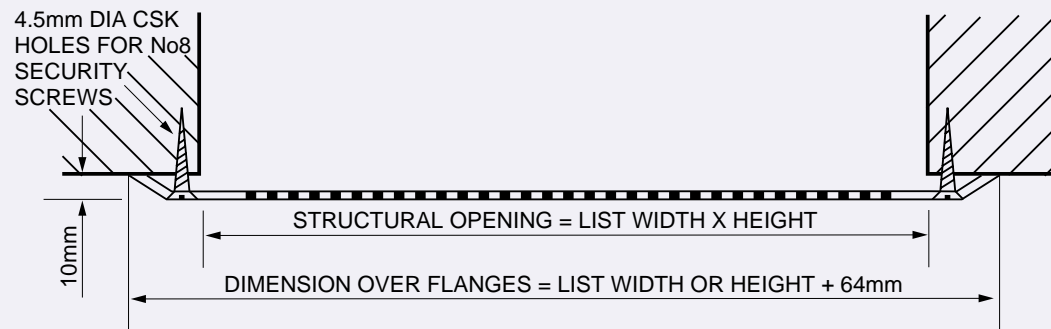 4.5mm DIA CSK
HOLES FOR No8
SECURITY
SCREWS
STRUCTURAL OPENING = LIST WIDTH X HEIGHT
10mm
DIMENSION OVER FLANGES = LIST WIDTH OR HEIGHT + 64mm